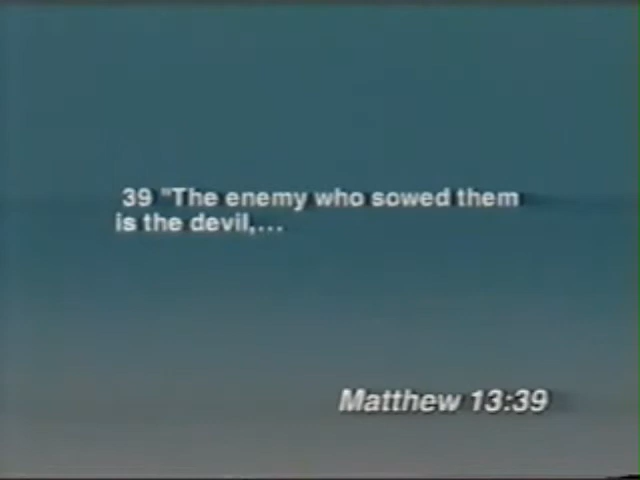 39 "The enemy who sowed them
is the devil,...
Matthew 13:39